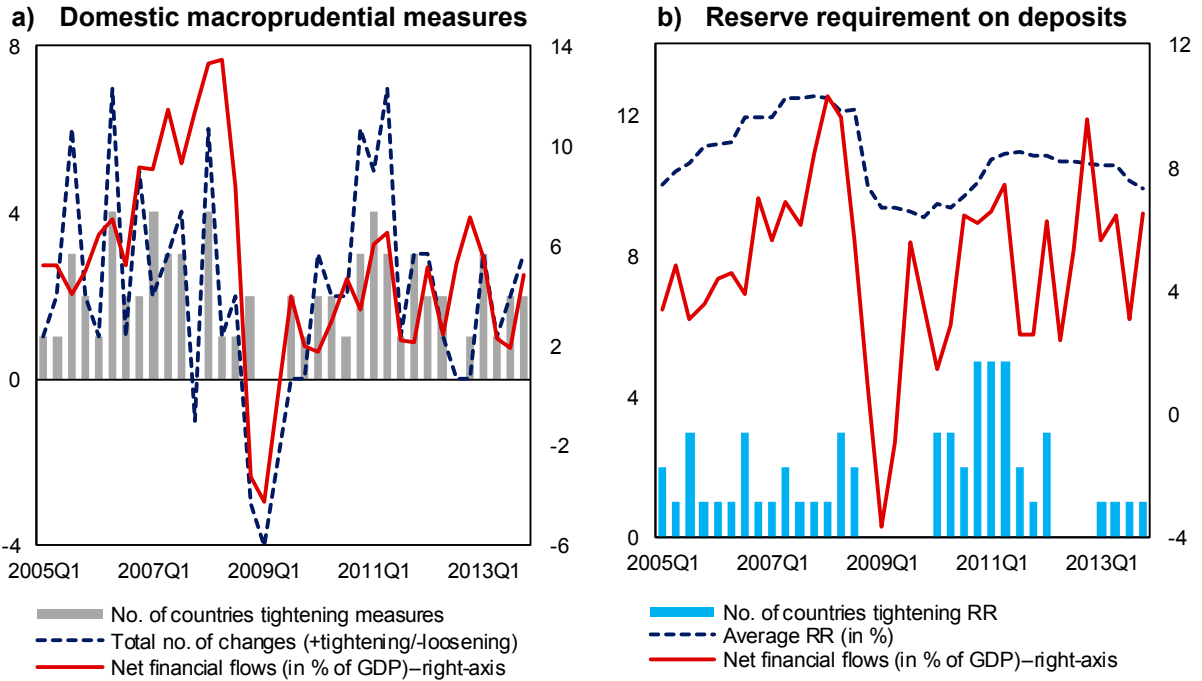 a) Domestic macroprudential measures
8
4
0
-4
14
10
6
2
-2
-6
2005Q1 2007Q1 2009Q1 2011Q1 2013Q1
No. of countries tightening measures
Total no. of changes (+tightening/-loosening)
Net financial flows (in % of GDP)–right-axis
b) Reserve requirement on deposits
12
8
4
0
12
8
4
0
-4
2005Q1 2007Q1 2009Q1 2011Q1 2013Q1
No. of countries tightening RR
Average RR (in %)
Net financial flows (in % of GDP)–right-axis